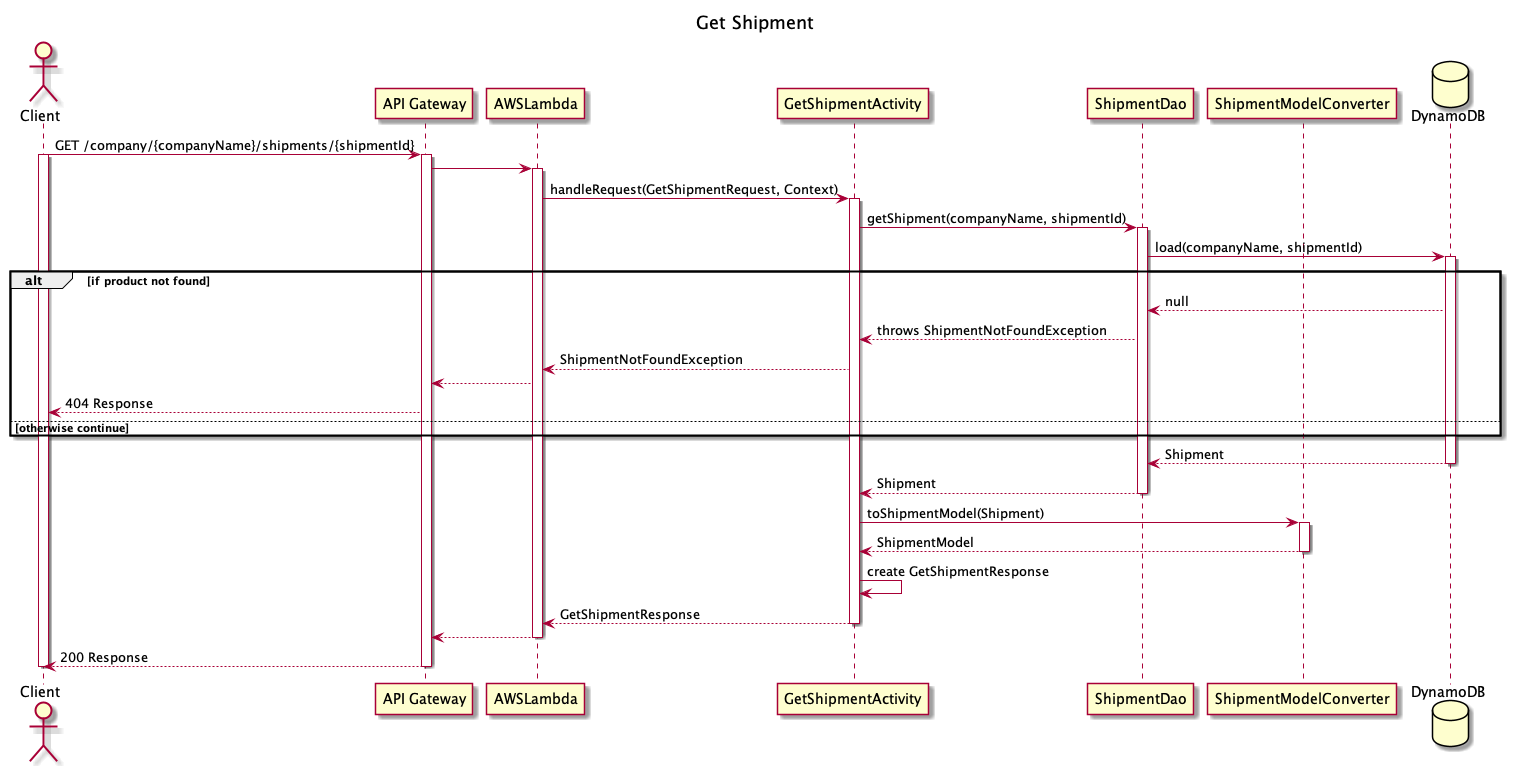 Get Shipment
Client
API Gateway
AWSLambda
GetShipmentActivity
ShipmentDao
ShipmentModelConverter
DynamoDB
GET /company/{companyName}/shipments/{shipmentId}
handleRequest(GetShipmentRequest, Context)
getShipment(companyName, shipmentId)
load(companyName, shipmentId)
alt
[if product not found]
null
throws ShipmentNotFoundException
ShipmentNotFoundException
404 Response
[otherwise continue]
Shipment
Shipment
toShipmentModel(Shipment)
ShipmentModel
create GetShipmentResponse
GetShipmentResponse
200 Response
Client
API Gateway
AWSLambda
GetShipmentActivity
ShipmentDao
ShipmentModelConverter
DynamoDB